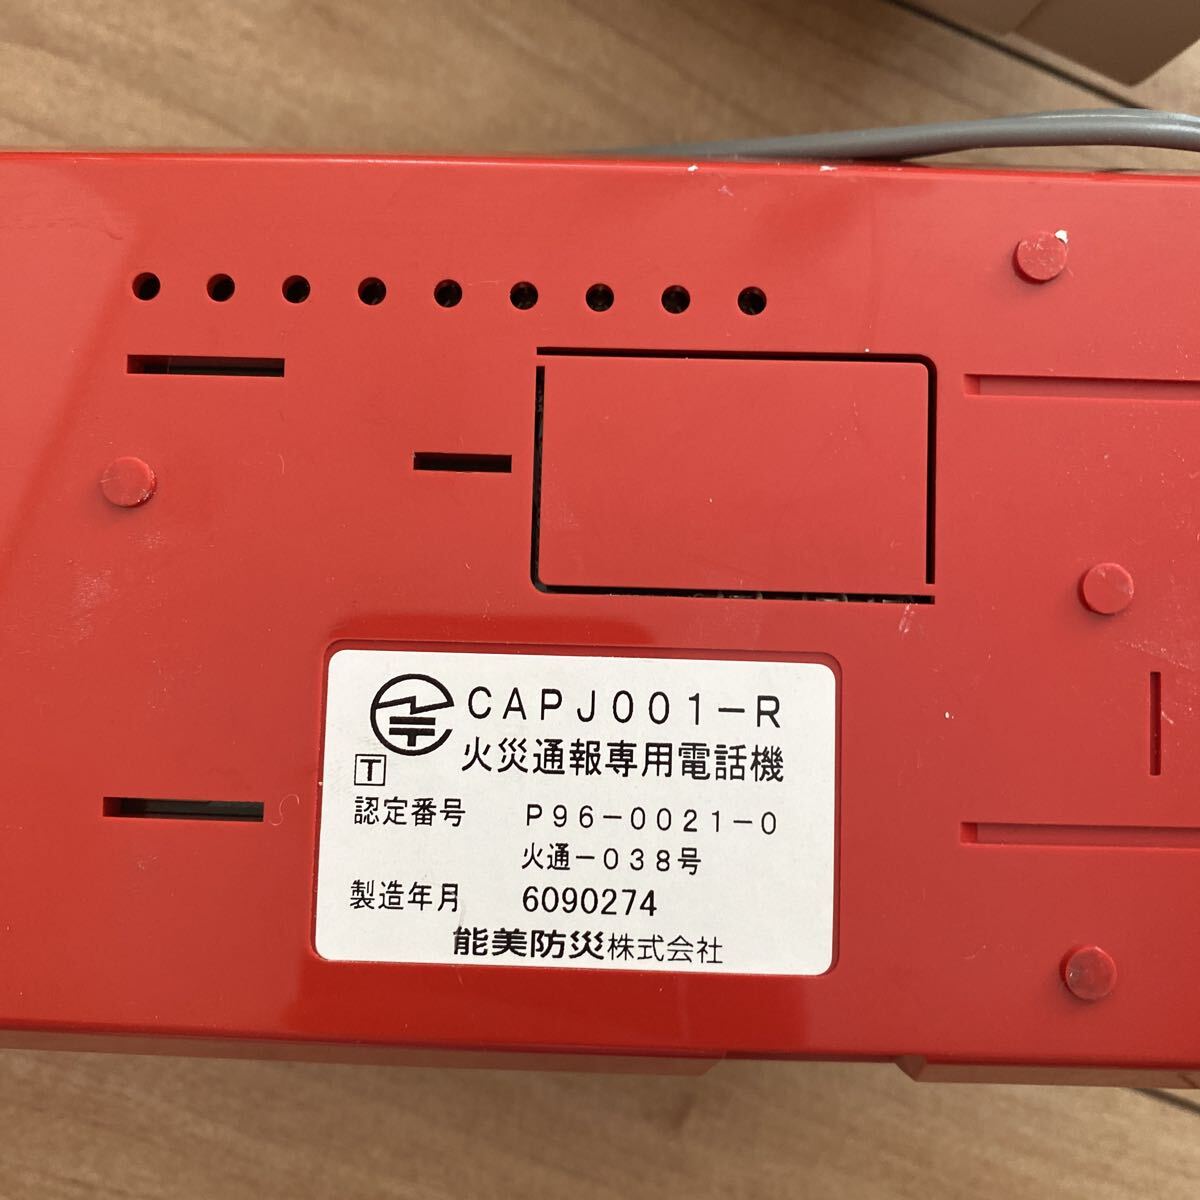 CAPJ001-R
火災通報専用電話機
T
認定番号 P96-0021-0
火通-038号
製造年月 6090274
能美防災株式会社